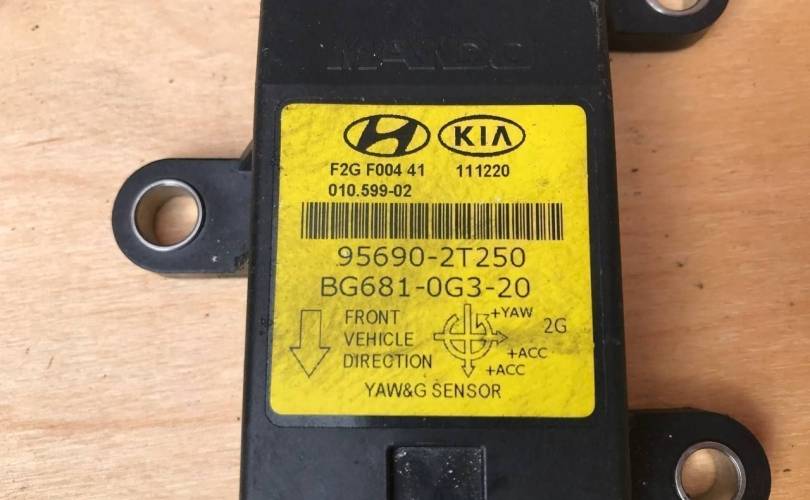 MANDO
KIA
F2G F004 41 111220
010.599-02
95690-2T250
BG681-0G3-20
FRONT
VEHICLE
DIRECTION
+YAW
2G
+ACC
+ACC
YAW&G SENSOR